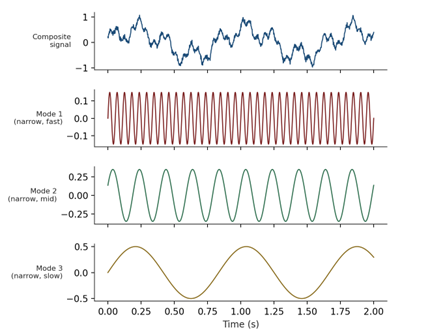 Composite
signal
1
0
−1
Mode 1
(narrow, fast)
0.1
0.0
−0.1
Mode 2
(narrow, mid)
0.25
0.00
−0.25
Mode 3
(narrow, slow)
0.5
0.0
−0.5
0.00 0.25 0.50 0.75 1.00 1.25 1.50 1.75 2.00
Time (s)